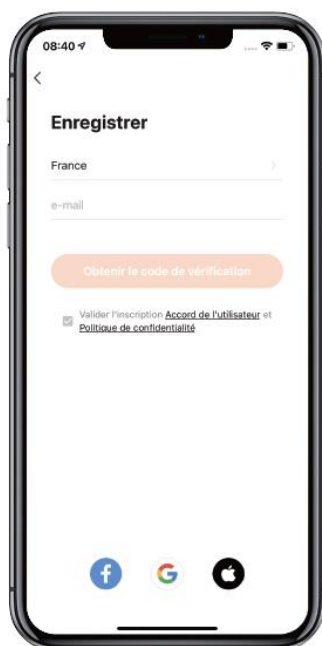 08:40
Enregistrer
France
e-mail
Obtenir le code de vérification
Valider l'inscription Accord de l'utilisateur et
Politique de confidentialité